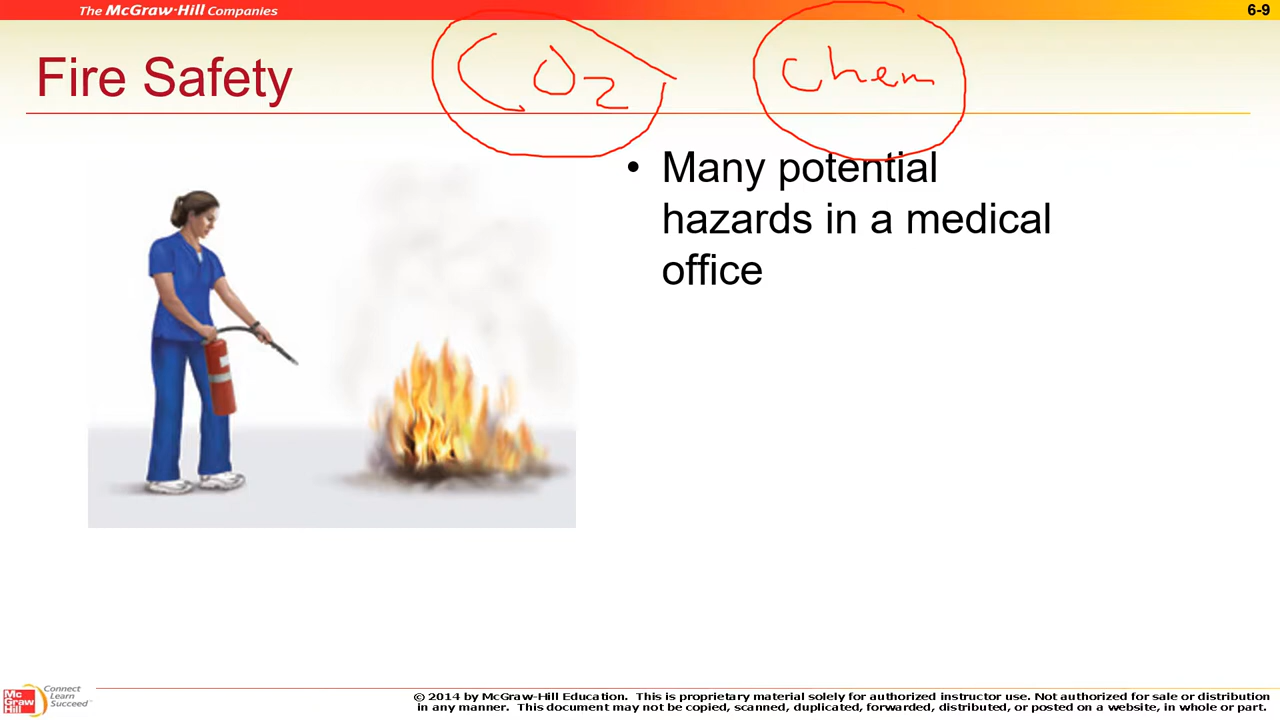 The McGraw-Hill Companies
6-9
Fire Safety
CO2
Chem
• Many potential
hazards in a medical
office
Mc
Graw
Hill
Connect
Learn
Succeed™
© 2014 by McGraw-Hill Education. This is proprietary material solely for authorized instructor use. Not authorized for sale or distribution
in any manner. This document may not be copied, scanned, duplicated, forwarded, distributed, or posted on a website, in whole or part.